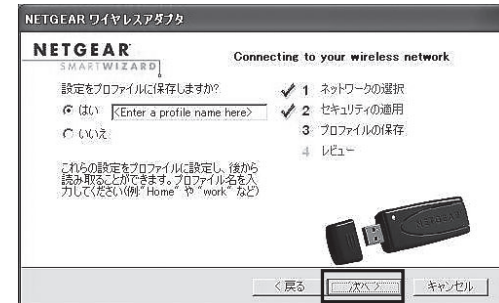 NETGEAR ワイヤレスアダプタ
NETGEAR
SMARTWIZARD
Connecting to your wireless network
設定をプロファイルに保存しますか?
はい <Enter a profile name here>
いいえ
これらの設定をプロファイルに設定し、後から
読み取ることができます。プロファイル名を入
力してください(例"Home" や "work" など)
1 ネットワークの選択
2 セキュリティの適用
3 プロファイルの保存
4 レビュー
NETGEAR
< 戻る
次へ >
キャンセル